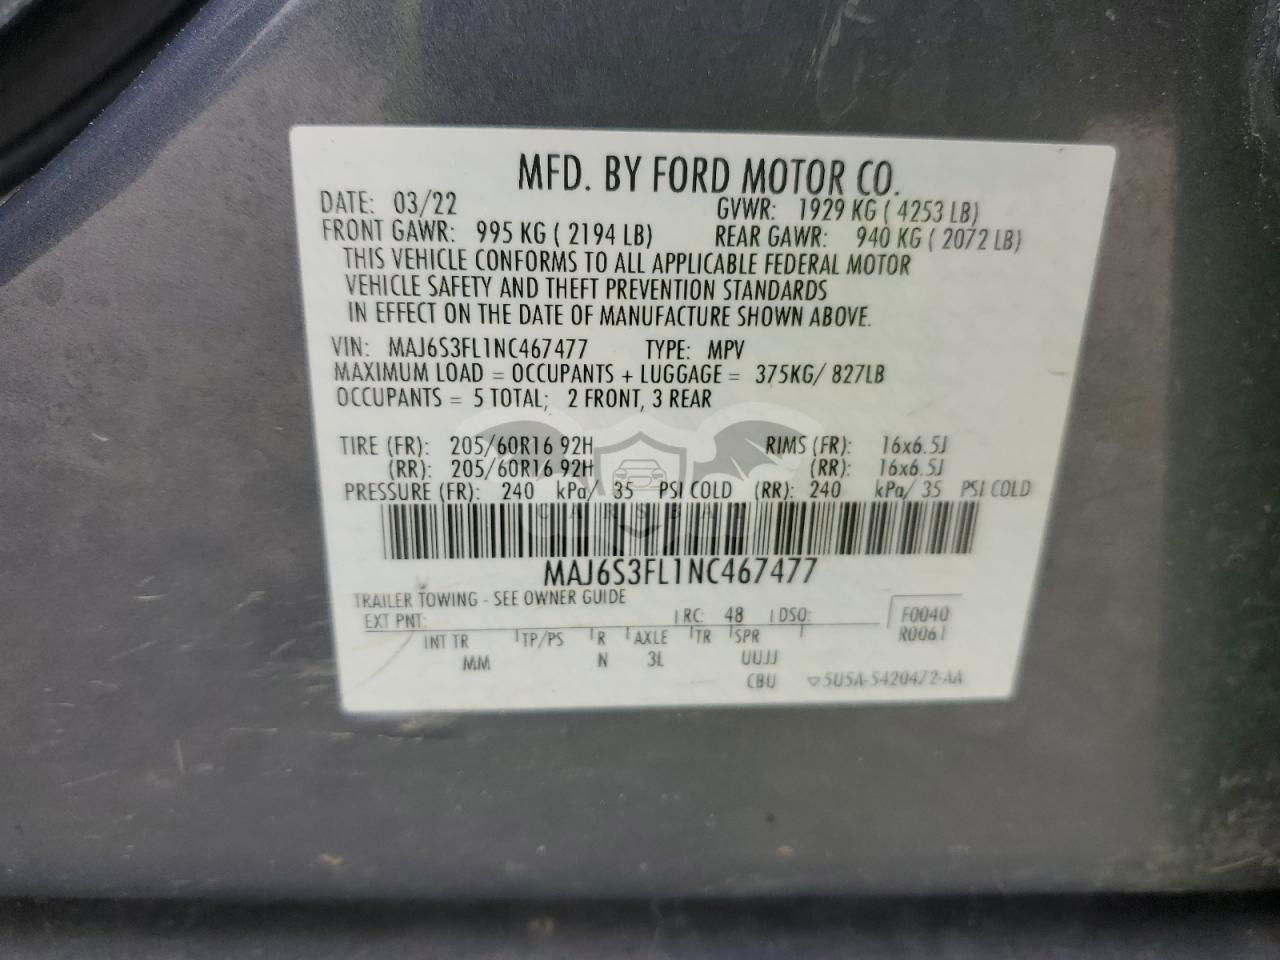 MFD. BY FORD MOTOR CO.
DATE: 03/22 GVWR: 1929 KG ( 4253 LB)
FRONT GAWR: 995 KG ( 2194 LB) REAR GAWR: 940 KG ( 2072 LB)
THIS VEHICLE CONFORMS TO ALL APPLICABLE FEDERAL MOTOR
VEHICLE SAFETY AND THEFT PREVENTION STANDARDS
IN EFFECT ON THE DATE OF MANUFACTURE SHOWN ABOVE.
VIN: MAJ6S3FL1NC467477 TYPE: MPV
MAXIMUM LOAD = OCCUPANTS + LUGGAGE = 375KG/ 827LB
OCCUPANTS = 5 TOTAL; 2 FRONT, 3 REAR
TIRE (FR): 205/60R16 92H RIMS (FR): 16x6.5J
(RR): 205/60R16 92H (RR): 16x6.5J
PRESSURE (FR): 240 kPa/ 35 PSI COLD (RR): 240 kPa/ 35 PSI COLD
CARSBAT
MAJ6S3FL1NC467477
TRAILER TOWING - SEE OWNER GUIDE
EXT PNT: RC: 48 DSO: F0040
INT TR TP/PS R AXLE TR SPR R0061
MM N 3L UUJJ
CBU 5U5A-5420472-AA